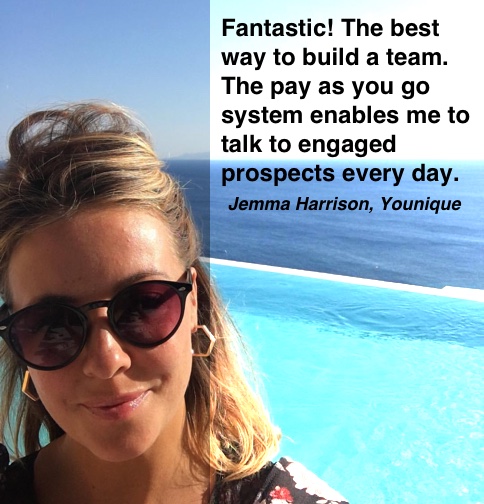 Fantastic! The best
way to build a team.
The pay as you go
system enables me to
talk to engaged
prospects every day.
Jemma Harrison, Younique